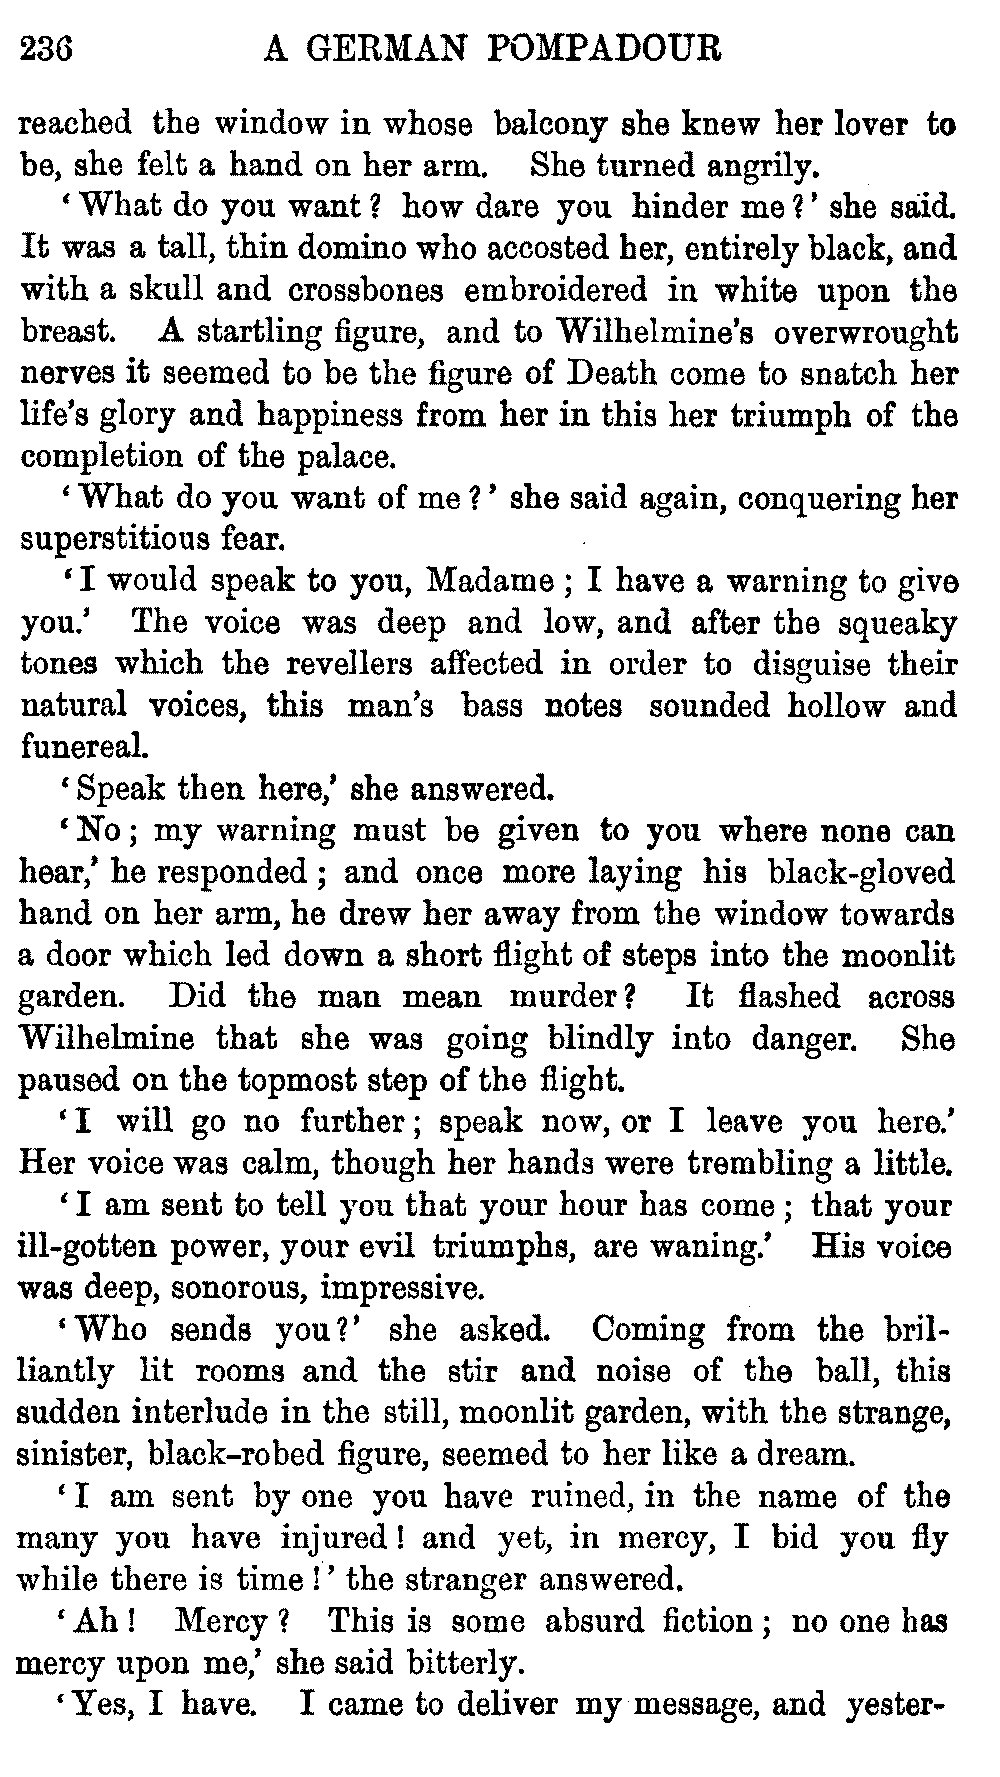 236 A GERMAN POMPADOUR
reached the window in whose balcony she knew her lover to
be, she felt a hand on her arm. She turned angrily.
‘What do you want? how dare you hinder me?’ she said.
It was a tall, thin domino who accosted her, entirely black, and
with a skull and crossbones embroidered in white upon the
breast. A startling figure, and to Wilhelmine’s overwrought
nerves it seemed to be the figure of Death come to snatch her
life’s glory and happiness from her in this her triumph of the
completion of the palace.
‘What do you want of me?’ she said again, conquering her
superstitious fear.
‘I would speak to you, Madame; I have a warning to give
you.’ The voice was deep and low, and after the squeaky
tones which the revellers affected in order to disguise their
natural voices, this man’s bass notes sounded hollow and
funereal.
‘Speak then here,’ she answered.
‘No; my warning must be given to you where none can
hear,’ he responded; and once more laying his black-gloved
hand on her arm, he drew her away from the window towards
a door which led down a short flight of steps into the moonlit
garden. Did the man mean murder? It flashed across
Wilhelmine that she was going blindly into danger. She
paused on the topmost step of the flight.
‘I will go no further; speak now, or I leave you here.’
Her voice was calm, though her hands were trembling a little.
‘I am sent to tell you that your hour has come; that your
ill-gotten power, your evil triumphs, are waning.’ His voice
was deep, sonorous, impressive.
‘Who sends you?’ she asked. Coming from the bril-
liantly lit rooms and the stir and noise of the ball, this
sudden interlude in the still, moonlit garden, with the strange,
sinister, black-robed figure, seemed to her like a dream.
‘I am sent by one you have ruined, in the name of the
many you have injured! and yet, in mercy, I bid you fly
while there is time!’ the stranger answered.
‘Ah! Mercy? This is some absurd fiction; no one has
mercy upon me,’ she said bitterly.
‘Yes, I have. I came to deliver my message, and yester-